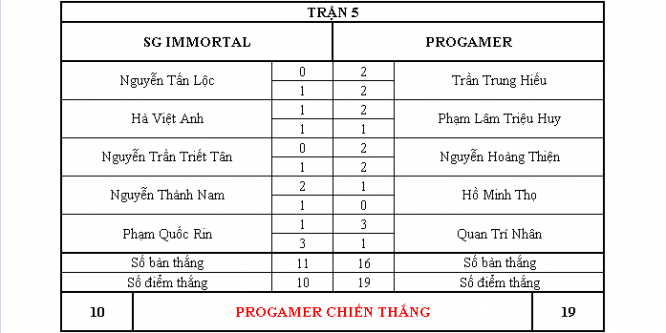 TRẬN 5
SG IMMORTAL PROGAMER
Nguyễn Tấn Lộc 0 2 Trần Trung Hiếu
1 2
Hà Việt Anh 1 2 Phạm Lâm Triệu Huy
1 1
Nguyễn Trần Triết Tân 0 2 Nguyễn Hoàng Thiện
1 2
Nguyễn Thành Nam 2 1 Hồ Minh Thọ
1 0
Phạm Quốc Rin 1 3 Quan Trí Nhân
3 1
Số bàn thắng 11 16 Số bàn thắng
Số điểm thắng 10 19 Số điểm thắng
10 PROGAMER CHIẾN THẮNG 19